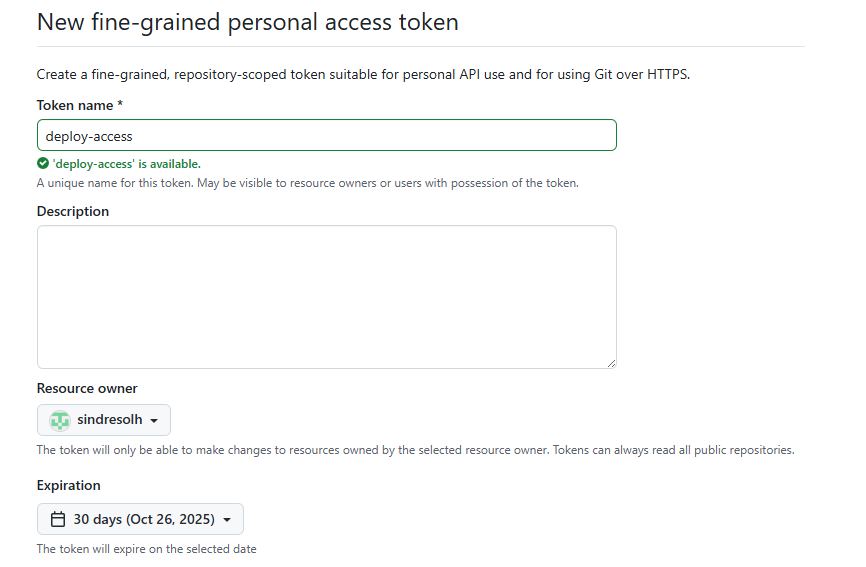 New fine-grained personal access token
Create a fine-grained, repository-scoped token suitable for personal API use and for using Git over HTTPS.
Token name *
deploy-access
'deploy-access' is available.
A unique name for this token. May be visible to resource owners or users with possession of the token.
Description
Resource owner
sindresolh
The token will only be able to make changes to resources owned by the selected resource owner. Tokens can always read all public repositories.
Expiration
30 days (Oct 26, 2025)
The token will expire on the selected date